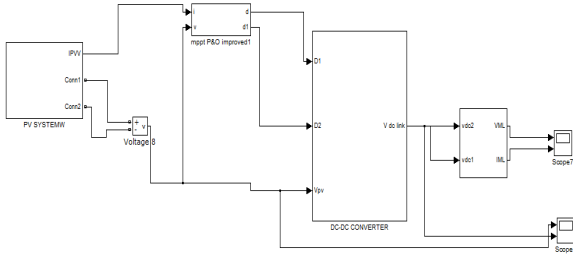 i
d
v
d1
mppt P&O improved1
IPVV
Conn1
Conn2
PV SYSTEMW
+
-
v
Voltage 8
D1
D2
Vpv
V dc link
DC-DC CONVERTER
vdc2
VML
vdc1
IML
Scope7
Scope